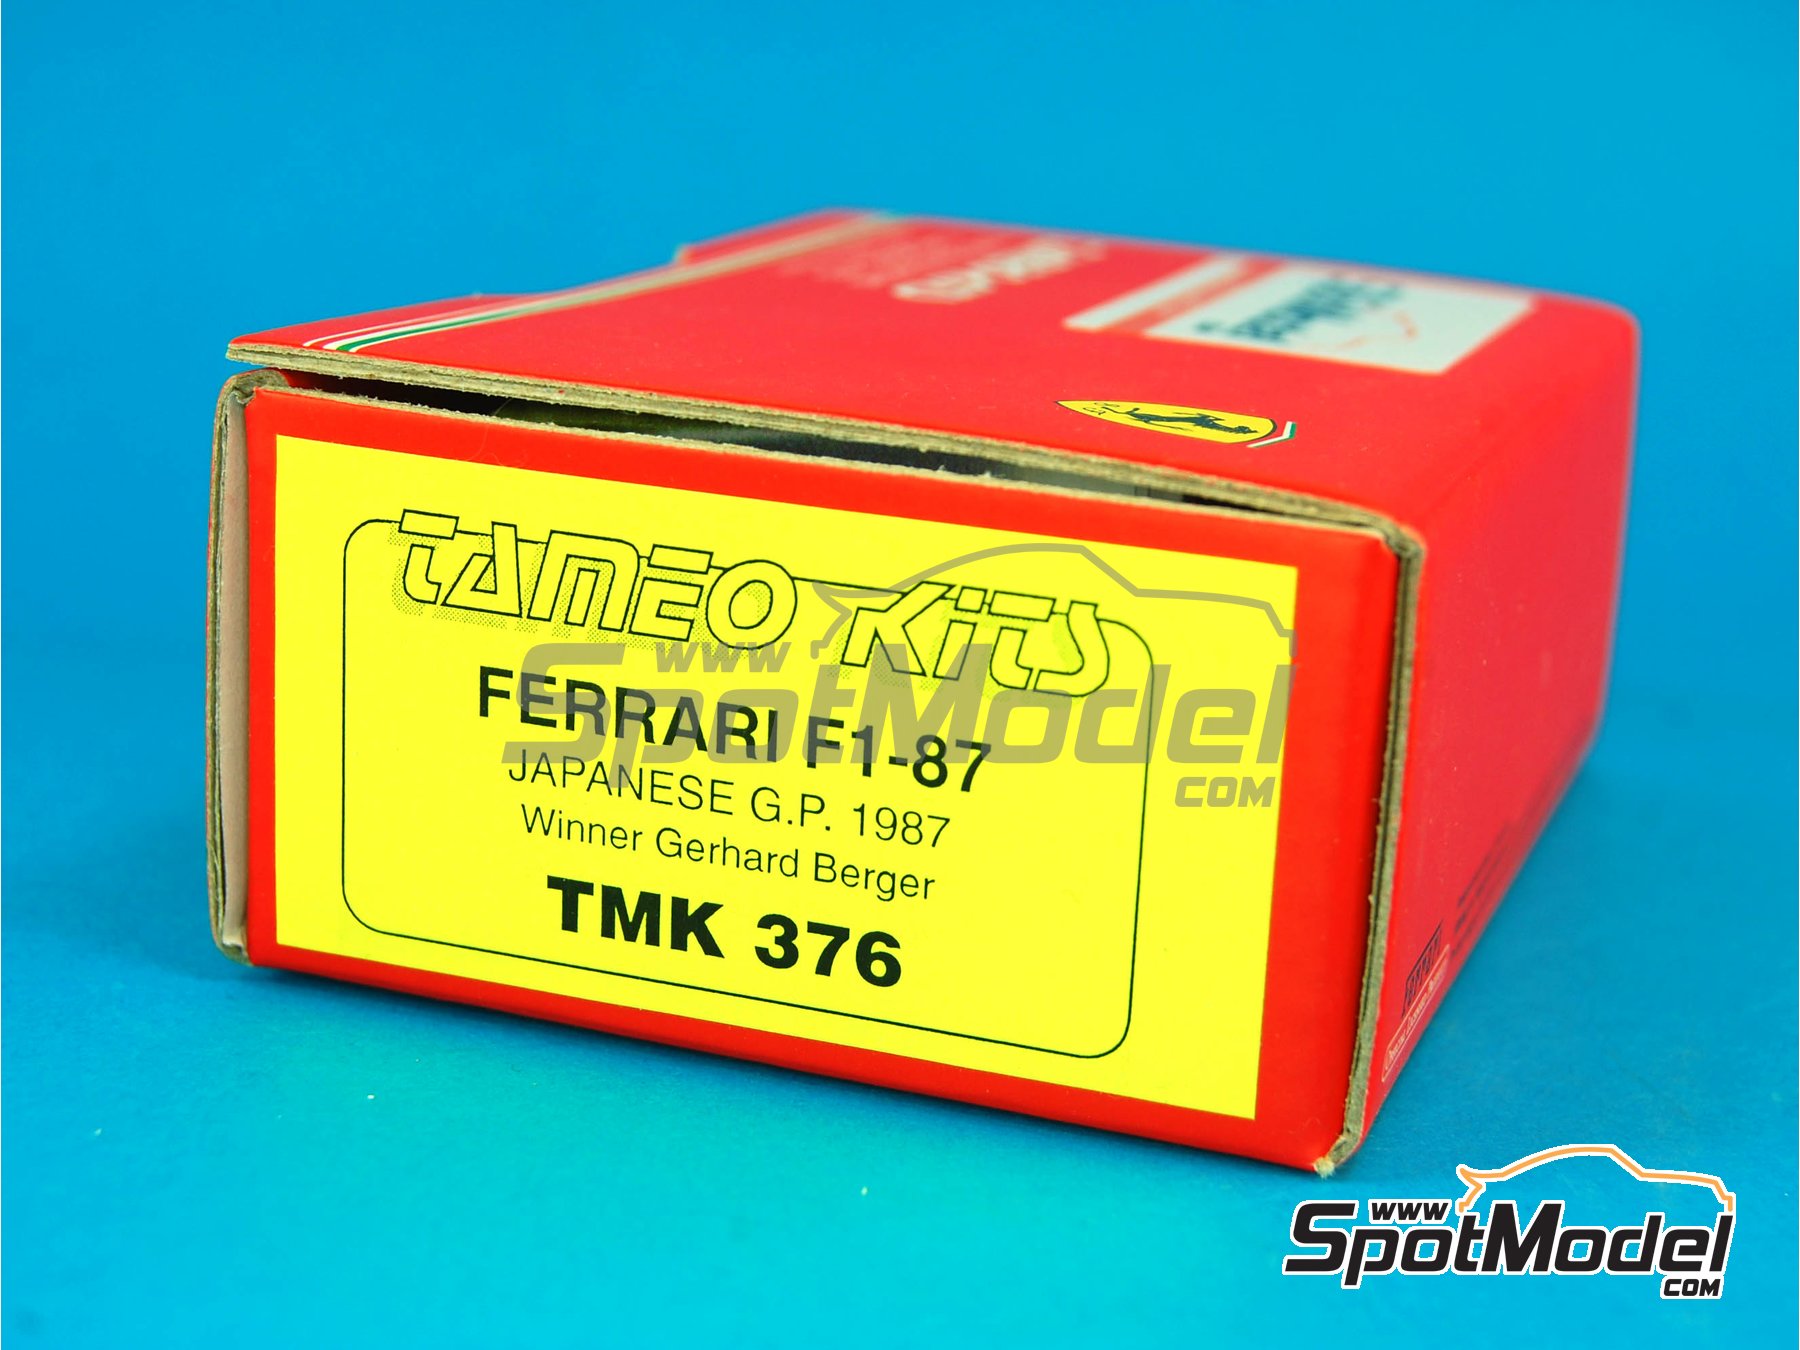 TAMEO KITS
FERRARI F1-87
JAPANESE G.P. 1987
Winner Gerhard Berger
TMK 376
www
SpotModel
.COM
www
SpotModel
.COM